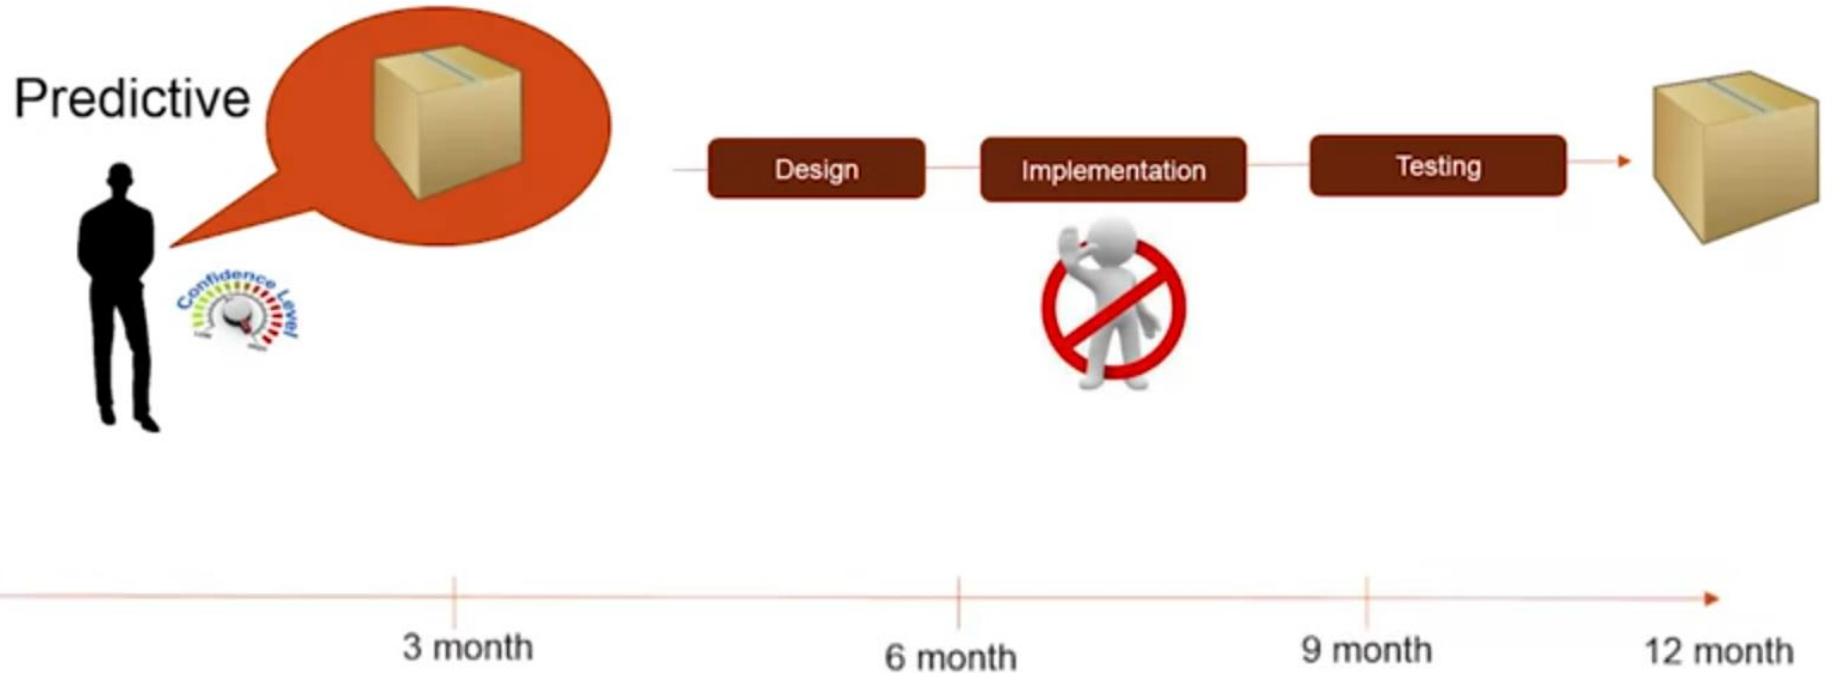 Predictive
Confidence Level
Design
Implementation
Testing
3 month
6 month
9 month
12 month